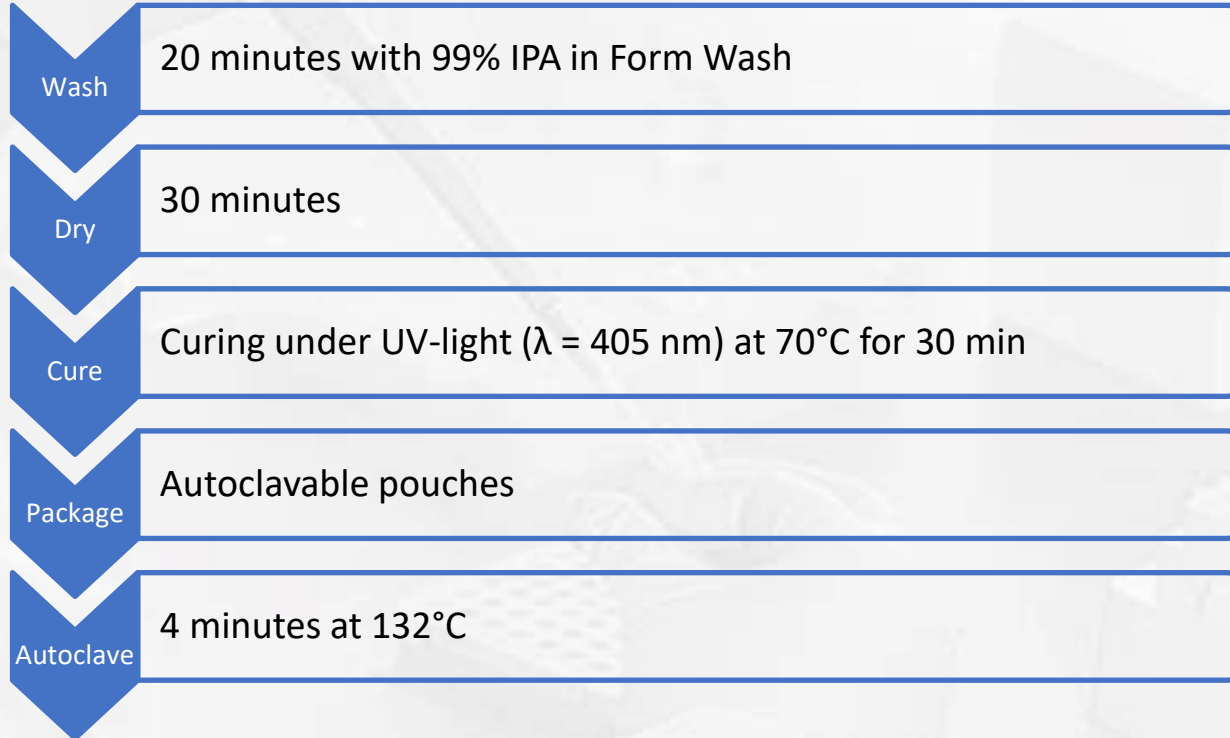 Wash
20 minutes with 99% IPA in Form Wash
Dry
30 minutes
Cure
Curing under UV-light (λ = 405 nm) at 70°C for 30 min
Package
Autoclavable pouches
Autoclave
4 minutes at 132°C